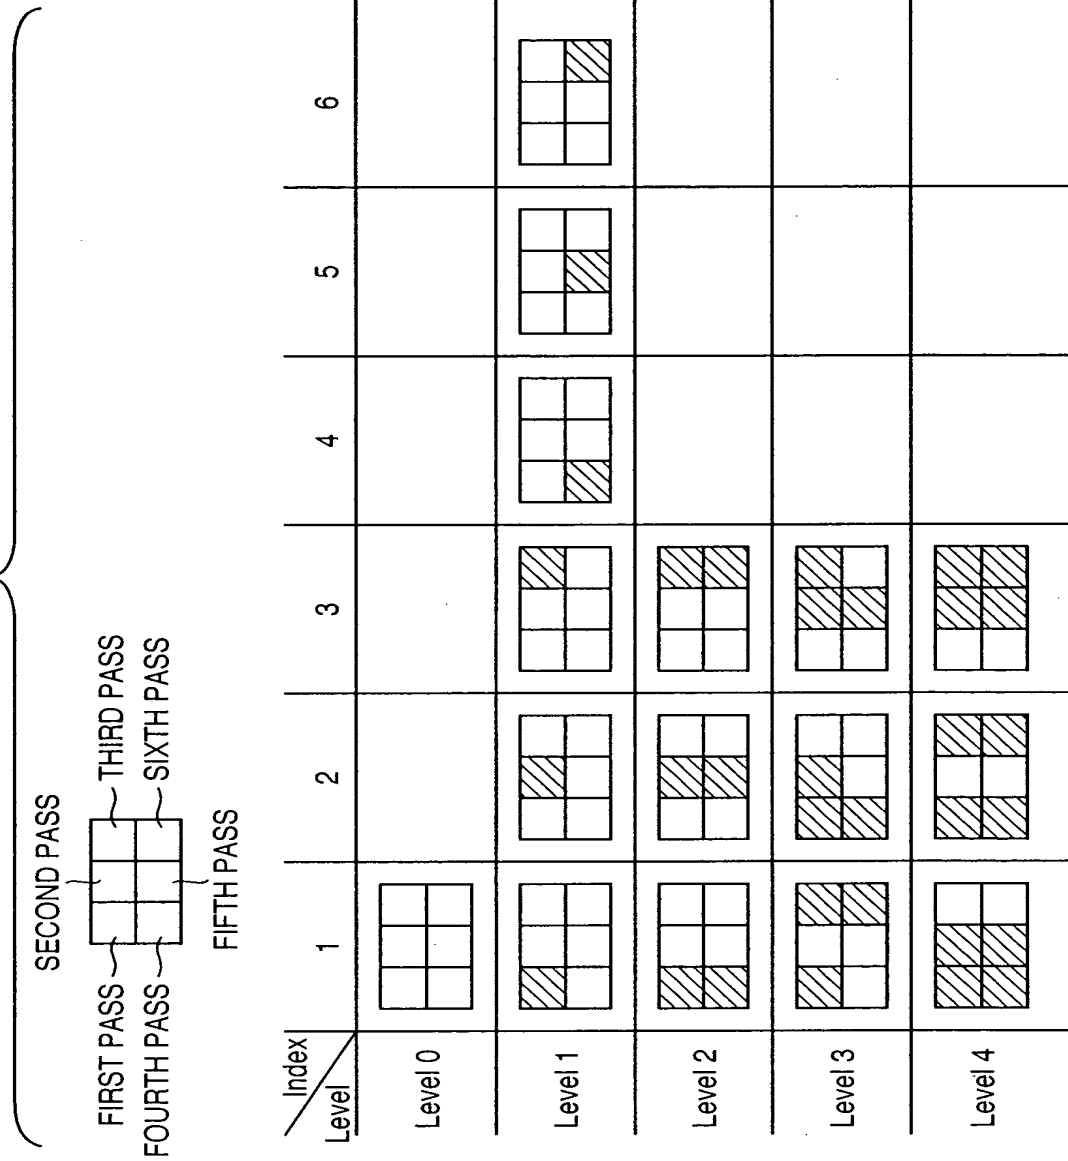 SECOND PASS
FIRST PASS
THIRD PASS
FOURTH PASS
SIXTH PASS
FIFTH PASS
Index
Level
1
2
3
4
5
6
Level 0
Level 1
Level 2
Level 3
Level 4